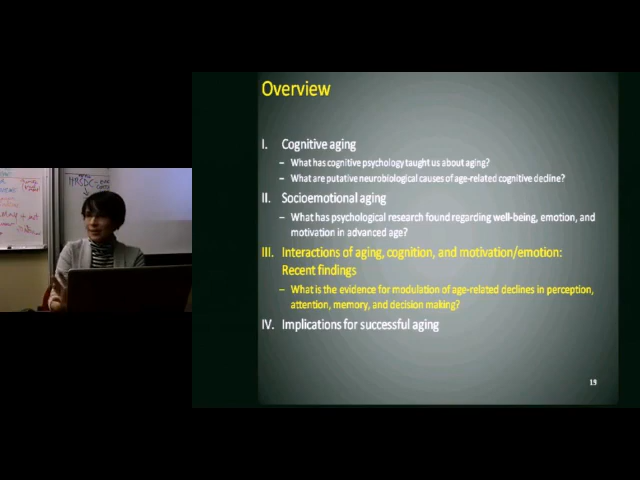 Overview
I. Cognitive aging
– What has cognitive psychology taught us about aging?
– What are putative neurobiological causes of age-related cognitive decline?
II. Socioemotional aging
– What has psychological research found regarding well-being, emotion, and
motivation in advanced age?
III. Interactions of aging, cognition, and motivation/emotion:
Recent findings
– What is the evidence for modulation of age-related declines in perception,
attention, memory, and decision making?
IV. Implications for successful aging
19